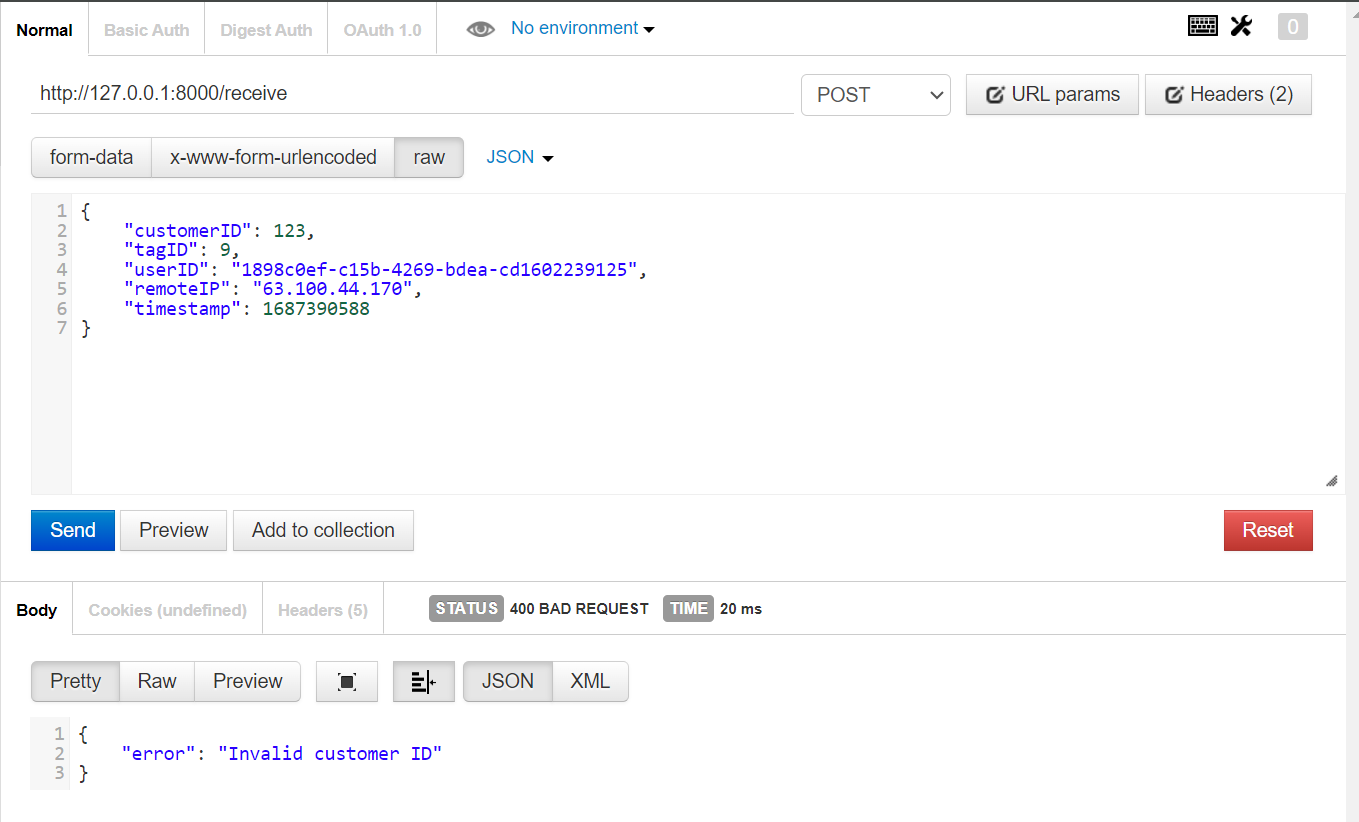 Normal Basic Auth Digest Auth OAuth 1.0 No environment 0
http://127.0.0.1:8000/receive POST URL params Headers (2)
form-data x-www-form-urlencoded raw JSON
1 {
2 "customerID": 123,
3 "tagID": 9,
4 "userID": "1898c0ef-c15b-4269-bdea-cd1602239125",
5 "remoteIP": "63.100.44.170",
6 "timestamp": 1687390588
7 }
Send Preview Add to collection Reset
Body Cookies (undefined) Headers (5) STATUS 400 BAD REQUEST TIME 20 ms
Pretty Raw Preview JSON XML
1 {
2 "error": "Invalid customer ID"
3 }